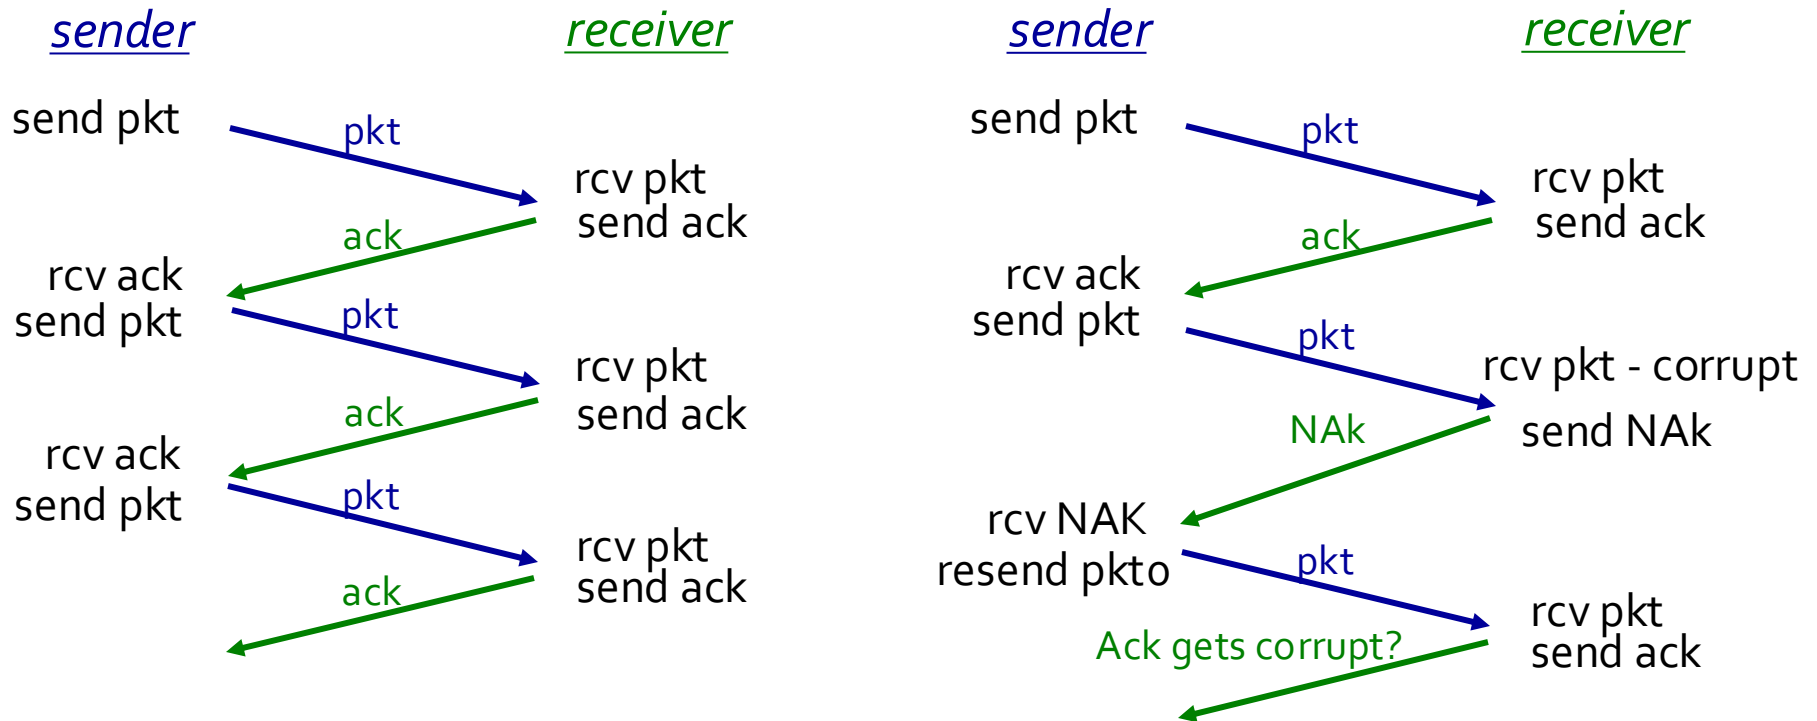 sender
receiver
send pkt
pkt
rcv pkt
send ack
ack
rcv ack
send pkt
pkt
rcv pkt
send ack
ack
rcv ack
send pkt
pkt
rcv pkt
send ack
ack
sender
receiver
send pkt
pkt
rcv pkt
send ack
ack
rcv ack
send pkt
pkt
rcv pkt - corrupt
send NAk
NAk
rcv NAK
resend pkt0
pkt
rcv pkt
send ack
Ack gets corrupt?